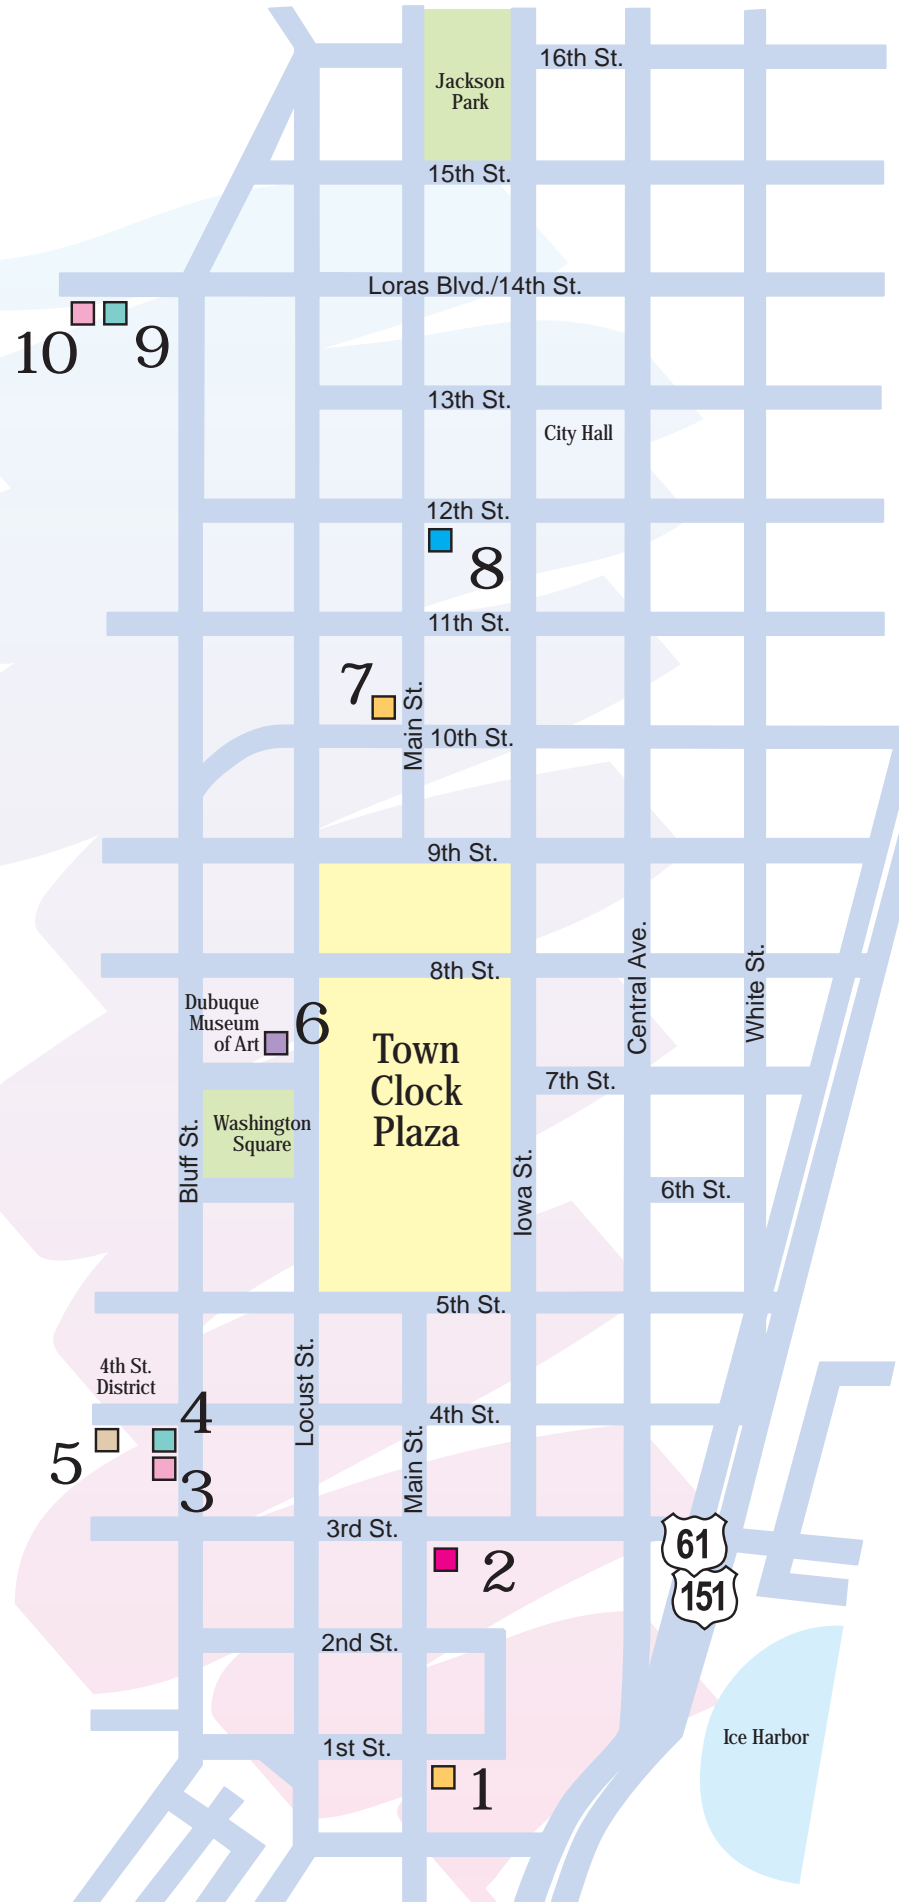 16th St.
Jackson
Park
15th St.
Loras Blvd./14th St.
10
9
13th St.
City Hall
12th St.
8
11th St.
7
Main St.
10th St.
9th St.
8th St.
Central Ave.
White St.
Dubuque
Museum
of Art
6
Town
Clock
Plaza
7th St.
Washington
Square
Bluff St.
Iowa St.
6th St.
5th St.
Locust St.
4th St.
District
4
4th St.
5
3
Main St.
3rd St.
61
2
151
2nd St.
Ice Harbor
1st St.
1